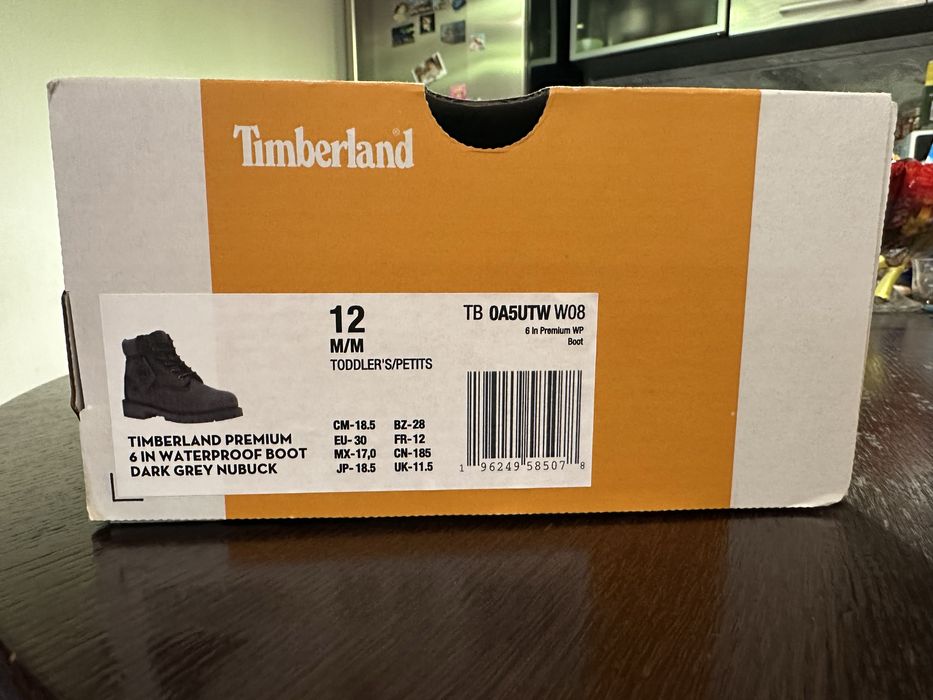 Timberland®
12
M/M
TODDLER'S/PETITS
TB 0A5UTW W08
6 In Premium WP
Boot
TIMBERLAND PREMIUM
6 IN WATERPROOF BOOT
DARK GREY NUBUCK
CM-18.5 BZ-28
EU- 30 FR-12
MX-17,0 CN-185
JP-18.5 UK-11.5
1 96249 58507 8